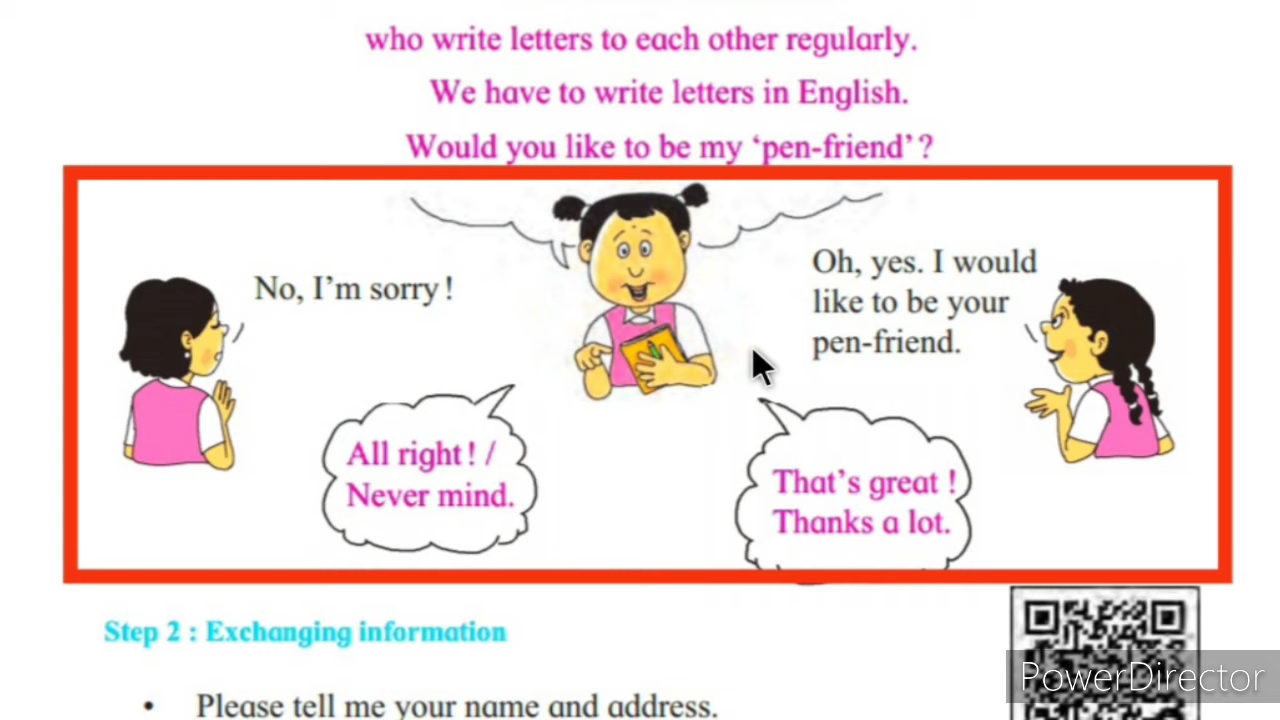 who write letters to each other regularly.
We have to write letters in English.
Would you like to be my ‘pen-friend’ ?
No, I’m sorry !
Oh, yes. I would
like to be your
pen-friend.
All right ! /
Never mind.
That’s great !
Thanks a lot.
Step 2 : Exchanging information
• Please tell me your name and address.
PowerDirector